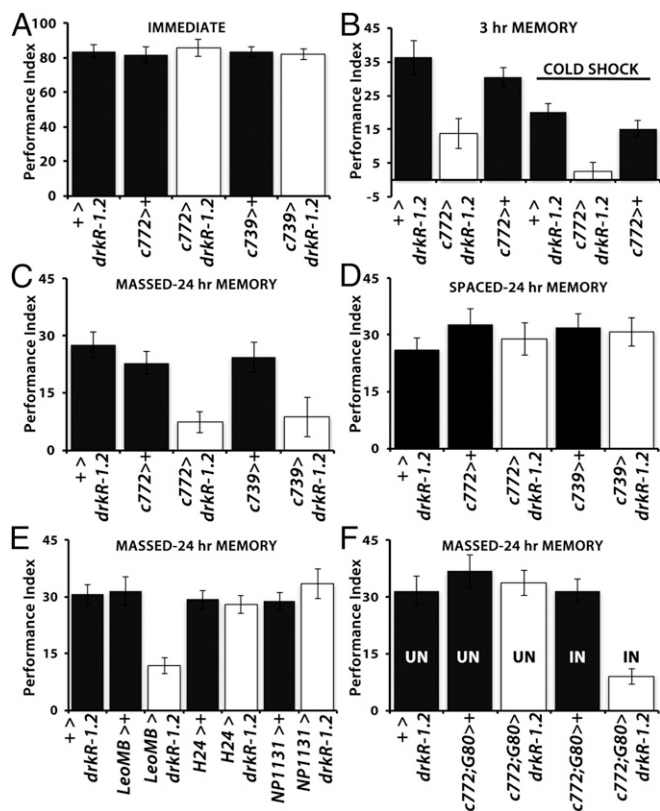 A
IMMEDIATE
Performance Index
100
80
60
40
20
0
+ >
drkR-1.2
c772>+
c772>
drkR-1.2
c739>+
c739>
drkR-1.2
B
3 hr MEMORY
COLD SHOCK
Performance Index
45
35
25
15
5
-5
+ >
drkR-1.2
c772>
drkR-1.2
c772>+
+ >
drkR-1.2
c772>
drkR-1.2
c772>+
C
MASSED-24 hr MEMORY
Performance Index
45
30
15
0
+ >
drkR-1.2
c772>+
c772>
drkR-1.2
c739>+
c739>
drkR-1.2
D
SPACED-24 hr MEMORY
Performance Index
45
30
15
0
+ >
drkR-1.2
c772>+
c772>
drkR-1.2
c739>+
c739>
drkR-1.2
E
MASSED-24 hr MEMORY
Performance Index
45
30
15
0
+ >
drkR-1.2
LeoMB >+
LeoMB>
drkR-1.2
H24 >+
H24 >
drkR-1.2
NP1131 >+
NP1131 >
drkR-1.2
F
MASSED-24 hr MEMORY
Performance Index
45
30
15
0
UN
UN
UN
IN
IN
+ >
drkR-1.2
c772;G80>+
c772;G80>
drkR-1.2
c772;G80>+
c772;G80>
drkR-1.2